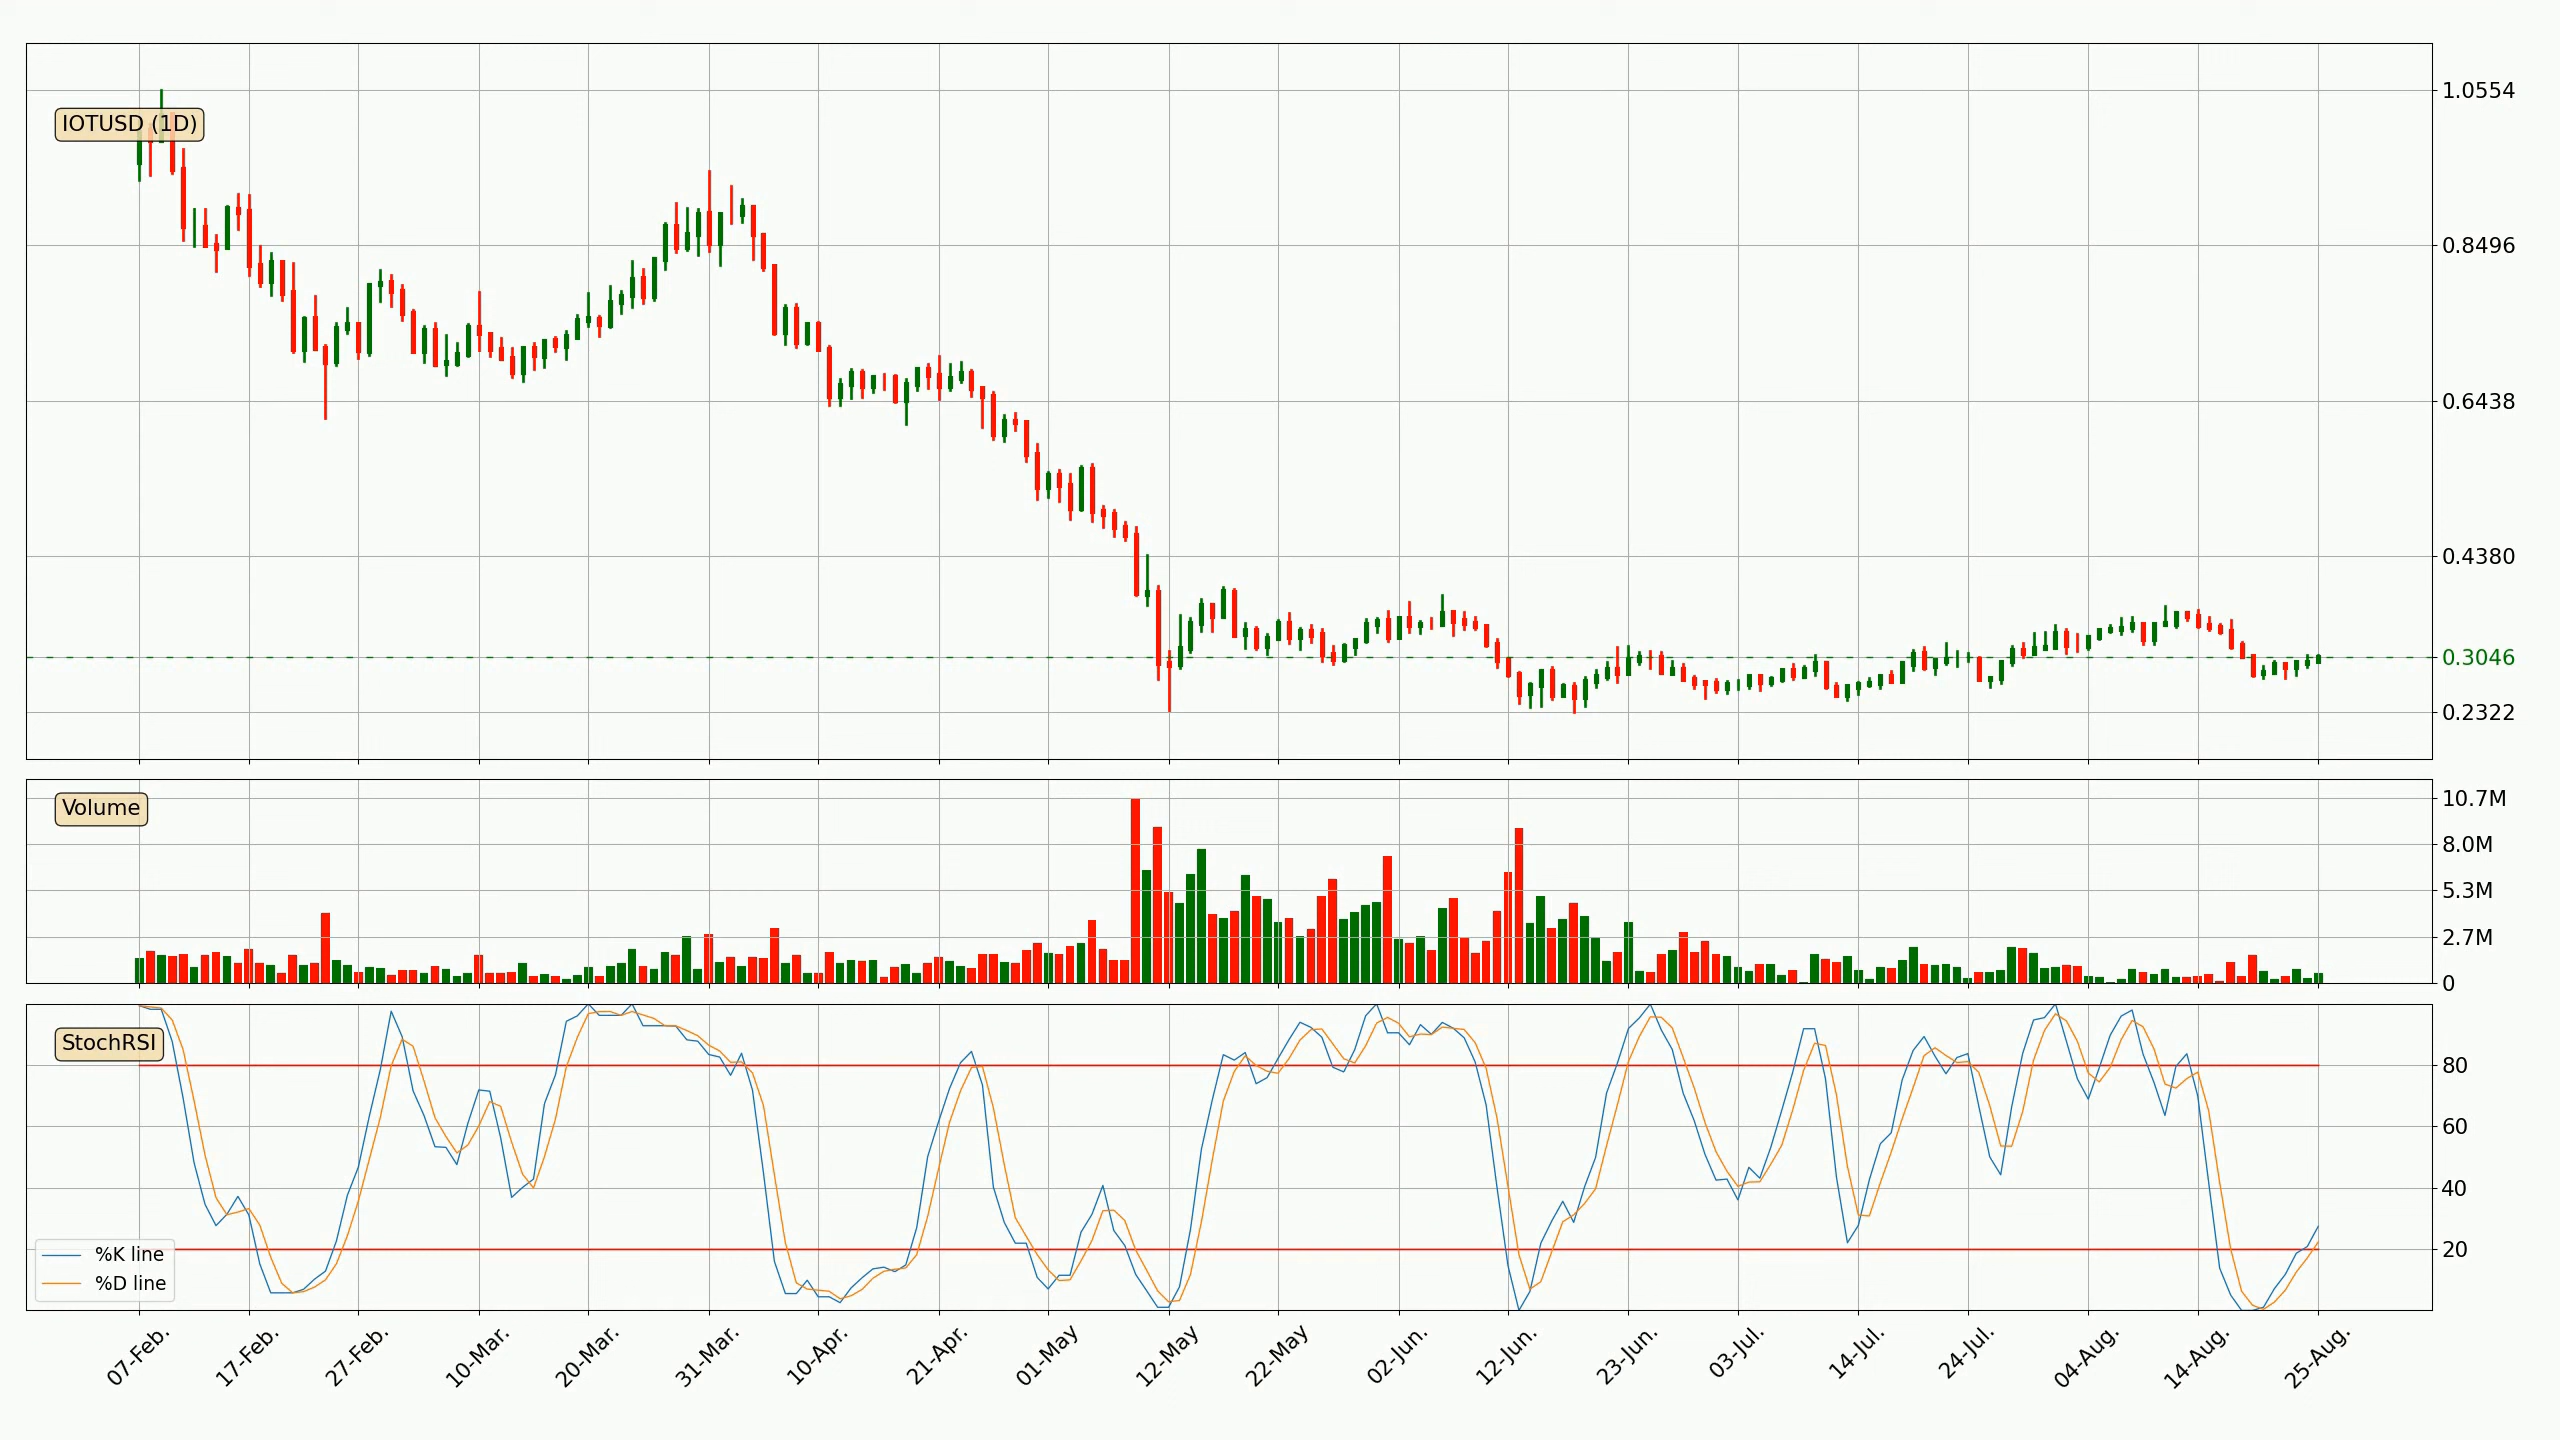 IOTUSD (1D)
1.0554
0.8496
0.6438
0.4380
0.3046
0.2322
Volume
10.7M
8.0M
5.3M
2.7M
0
StochRSI
80
60
40
20
%K line
%D line
07-Feb.
17-Feb.
27-Feb.
10-Mar.
20-Mar.
31-Mar.
10-Apr.
21-Apr.
01-May
12-May
22-May
02-Jun.
12-Jun.
23-Jun.
03-Jul.
14-Jul.
24-Jul.
04-Aug.
14-Aug.
25-Aug.